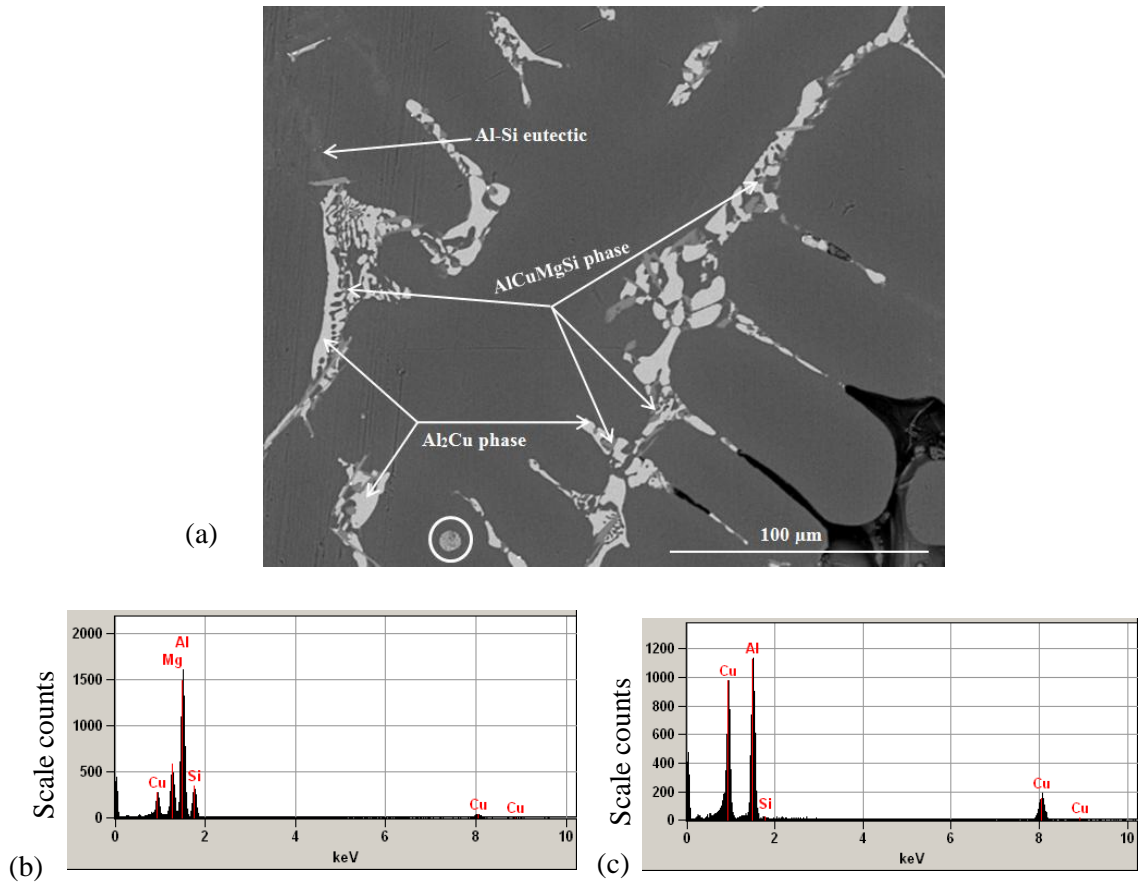 Al-Si eutectic
AlCuMgSi phase
Al₂Cu phase
100 µm
(a)
2000
1500
1000
500
0
Al
Mg
Cu
Si
Cu
Cu
0 2 4 6 8 10
keV
Scale counts
(b)
1200
1000
800
600
400
200
0
Cu
Al
Si
Cu
Cu
0 2 4 6 8 10
keV
Scale counts
(c)